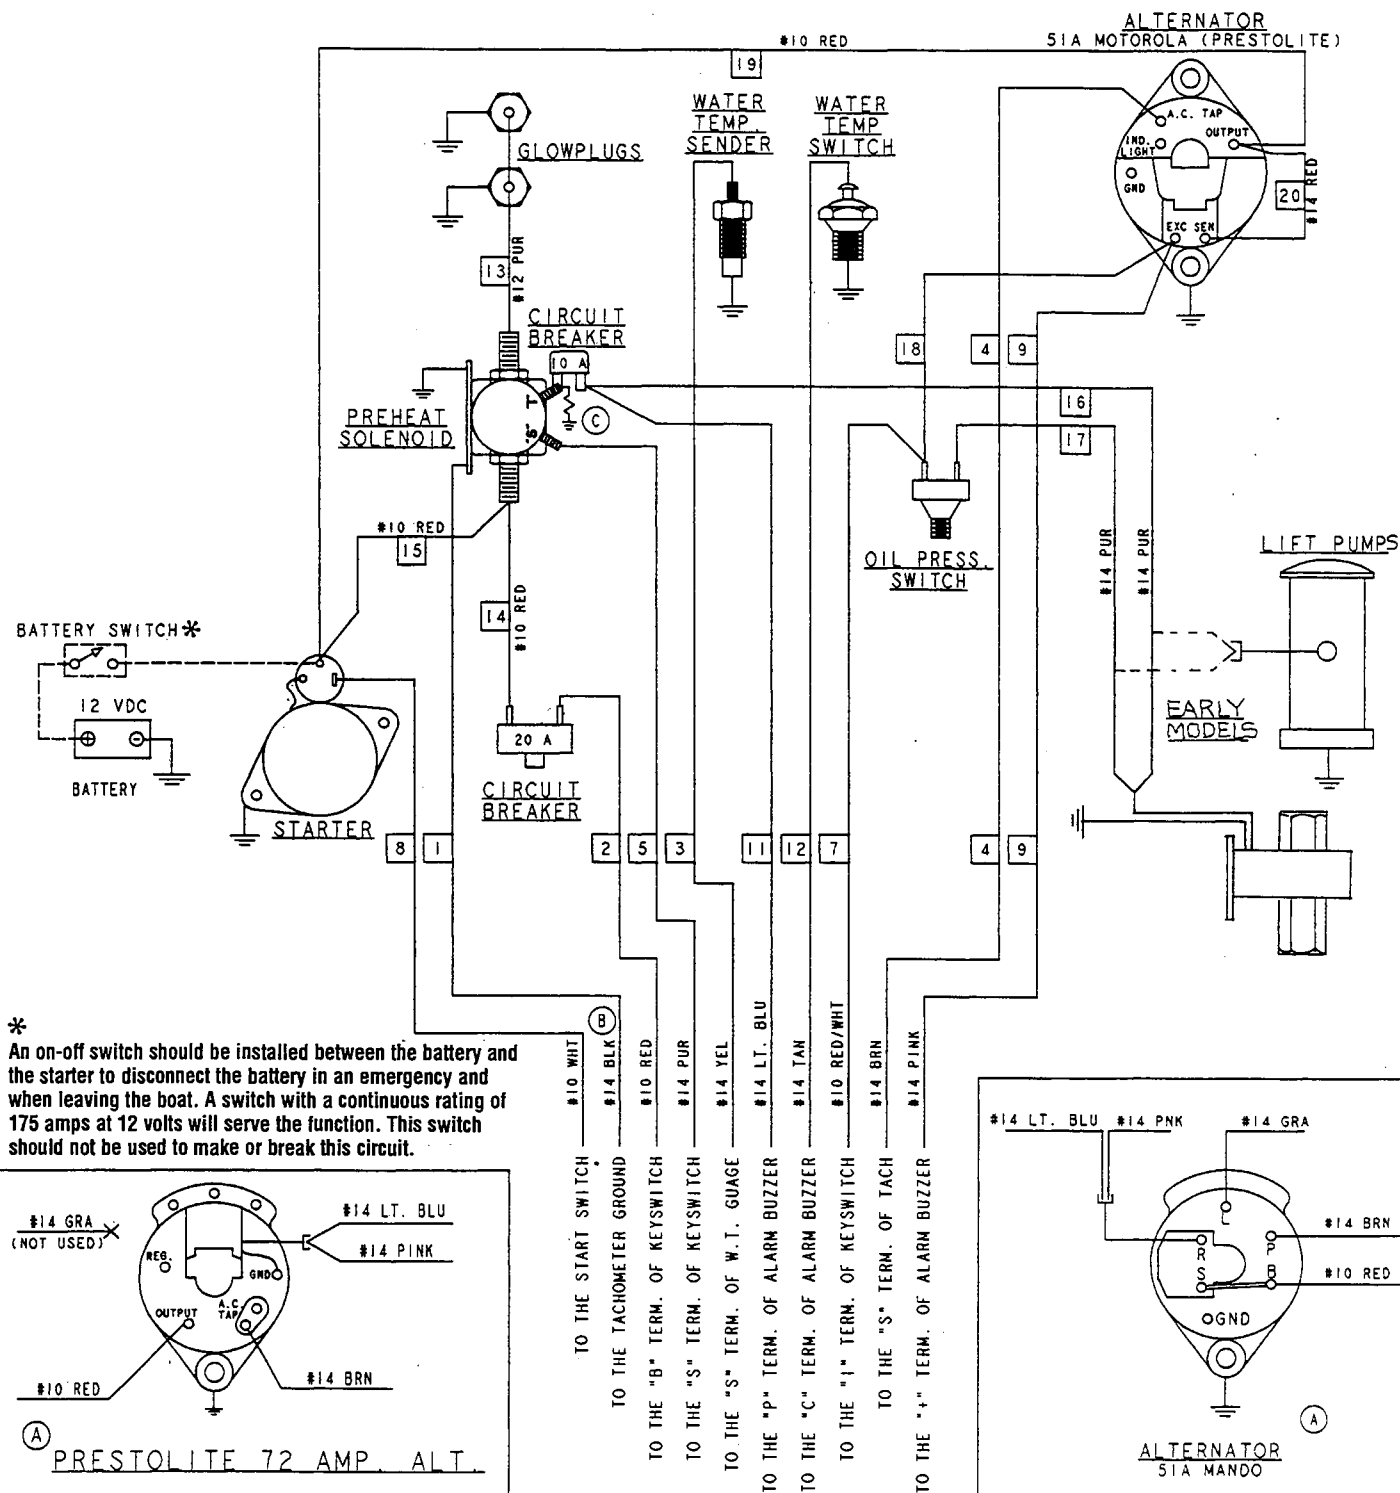 ALTERNATOR
51A MOTOROLA (PRESTOLITE)
#10 RED
19
WATER
TEMP.
SENDER
WATER
TEMP
SWITCH
A.C. TAP
OUTPUT
IND.
LIGHT
GND
EXC SEN
20
#14 RED
GLOWPLUGS
13
#12 PUR
CIRCUIT
BREAKER
10 A
18
4
9
PREHEAT
SOLENOID
"I"
"S"
C
16
17
#10 RED
15
OIL PRESS.
SWITCH
#14 PUR
#14 PUR
LIFT PUMPS
14
#10 RED
BATTERY SWITCH*
12 VDC
+ -
BATTERY
STARTER
20 A
CIRCUIT
BREAKER
EARLY
MODELS
8
1
2
5
3
11
12
7
4
9
*
An on-off switch should be installed between the battery and
the starter to disconnect the battery in an emergency and
when leaving the boat. A switch with a continuous rating of
175 amps at 12 volts will serve the function. This switch
should not be used to make or break this circuit.
B
#10 WHT
#14 BLK
#10 RED
#14 PUR
#14 YEL
#14 LT. BLU
#14 TAN
#10 RED/WHT
#14 BRN
#14 PINK
TO THE START SWITCH
TO THE TACHOMETER GROUND
TO THE "B" TERM. OF KEYSWITCH
TO THE "S" TERM. OF KEYSWITCH
TO THE "S" TERM. OF W.T. GUAGE
TO THE "P" TERM. OF ALARM BUZZER
TO THE "C" TERM. OF ALARM BUZZER
TO THE "I" TERM. OF KEYSWITCH
TO THE "S" TERM. OF TACH
TO THE "+" TERM. OF ALARM BUZZER
#14 GRA
(NOT USED)
#14 LT. BLU
#14 PINK
REG.
GND
OUTPUT
A.C.
TAP
#10 RED
#14 BRN
A
PRESTOLITE 72 AMP. ALT.
#14 LT. BLU
#14 PNK
#14 GRA
L
R
P
S
B
GND
#14 BRN
#10 RED
A
ALTERNATOR
51A MANDO